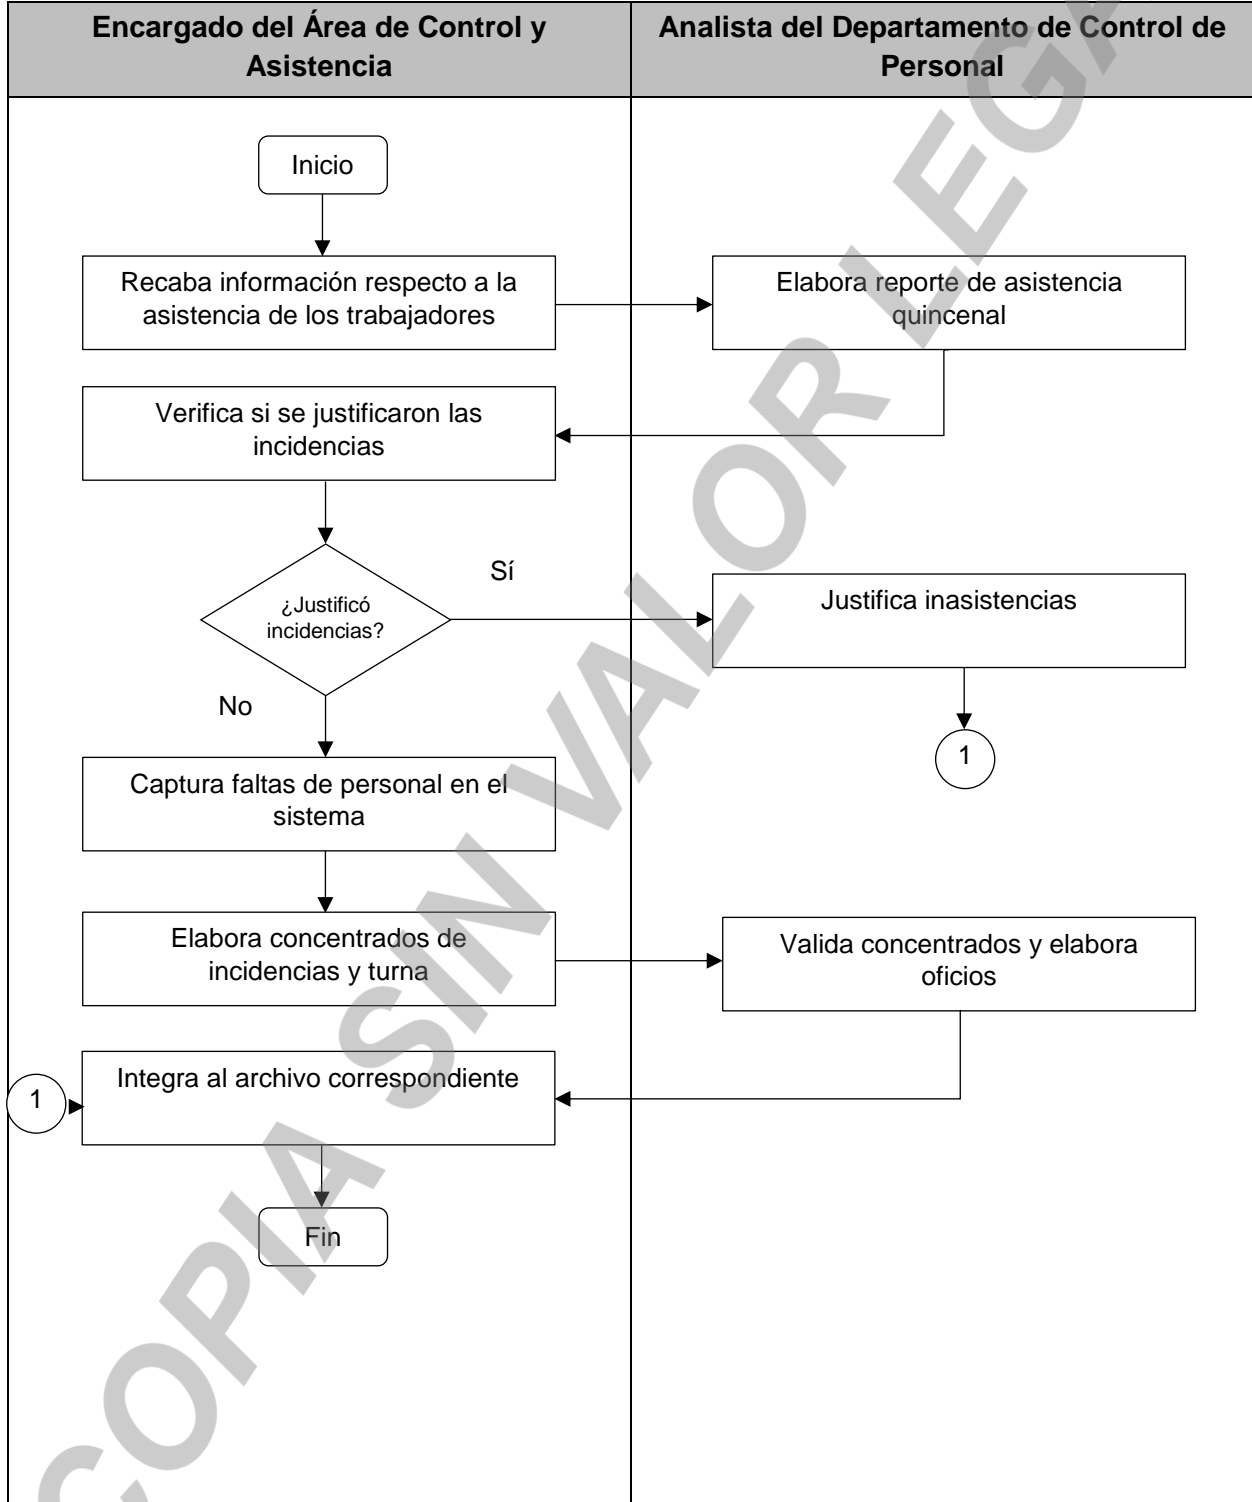 Encargado del Área de Control y
Asistencia
Analista del Departamento de Control de
Personal
Inicio
Recaba información respecto a la
asistencia de los trabajadores
Elabora reporte de asistencia
quincenal
Verifica si se justificaron las
incidencias
¿Justificó
incidencias?
Sí
Justifica inasistencias
No
1
Captura faltas de personal en el
sistema
Elabora concentrados de
incidencias y turna
Valida concentrados y elabora
oficios
1
Integra al archivo correspondiente
Fin
COPIA SIN VALOR LEGA